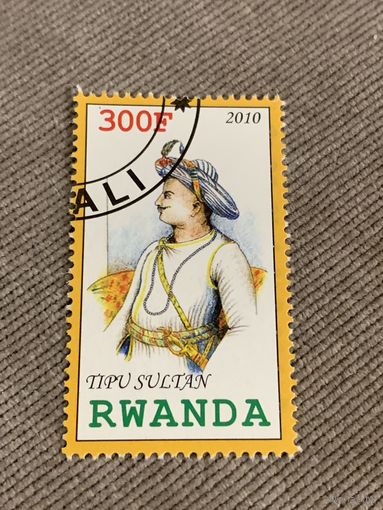 300F 2010
ALI
TIPU SULTAN
RWANDA